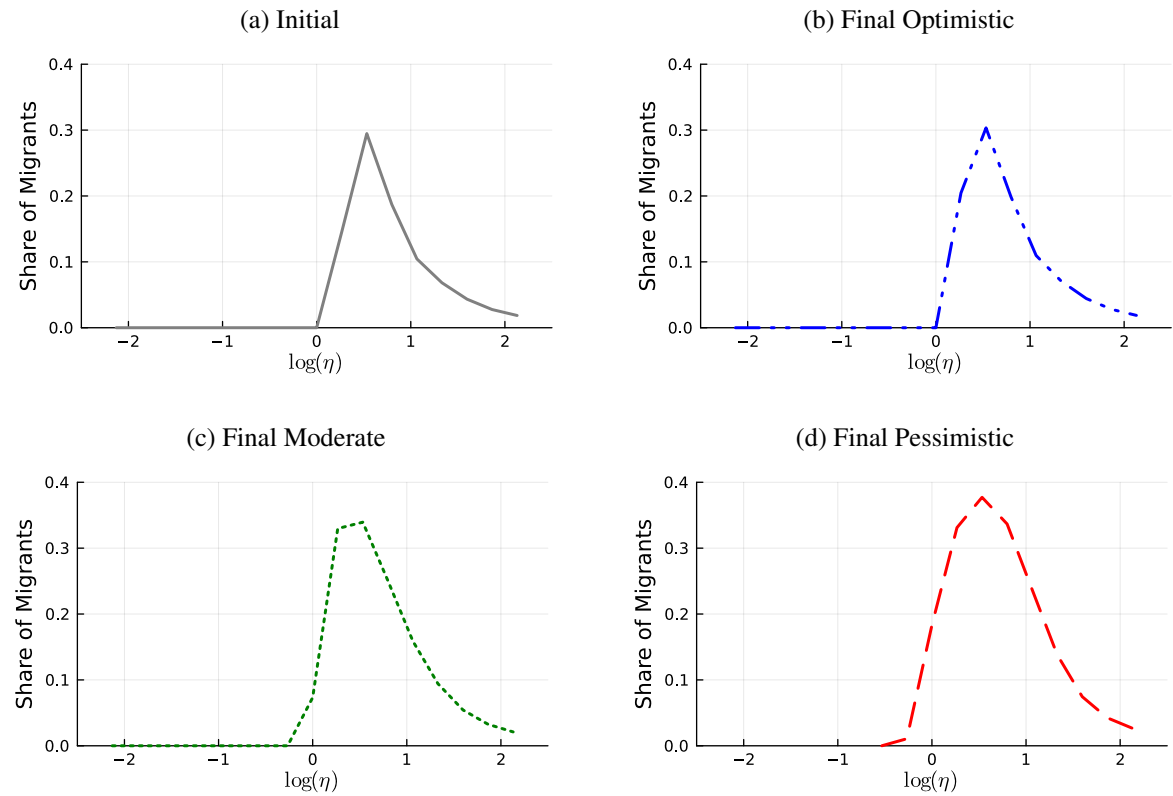 (a) Initial
Share of Migrants
0.4
0.3
0.2
0.1
0.0
−2 −1 0 1 2
log(η)
(b) Final Optimistic
Share of Migrants
0.4
0.3
0.2
0.1
0.0
−2 −1 0 1 2
log(η)
(c) Final Moderate
Share of Migrants
0.4
0.3
0.2
0.1
0.0
−2 −1 0 1 2
log(η)
(d) Final Pessimistic
Share of Migrants
0.4
0.3
0.2
0.1
0.0
−2 −1 0 1 2
log(η)